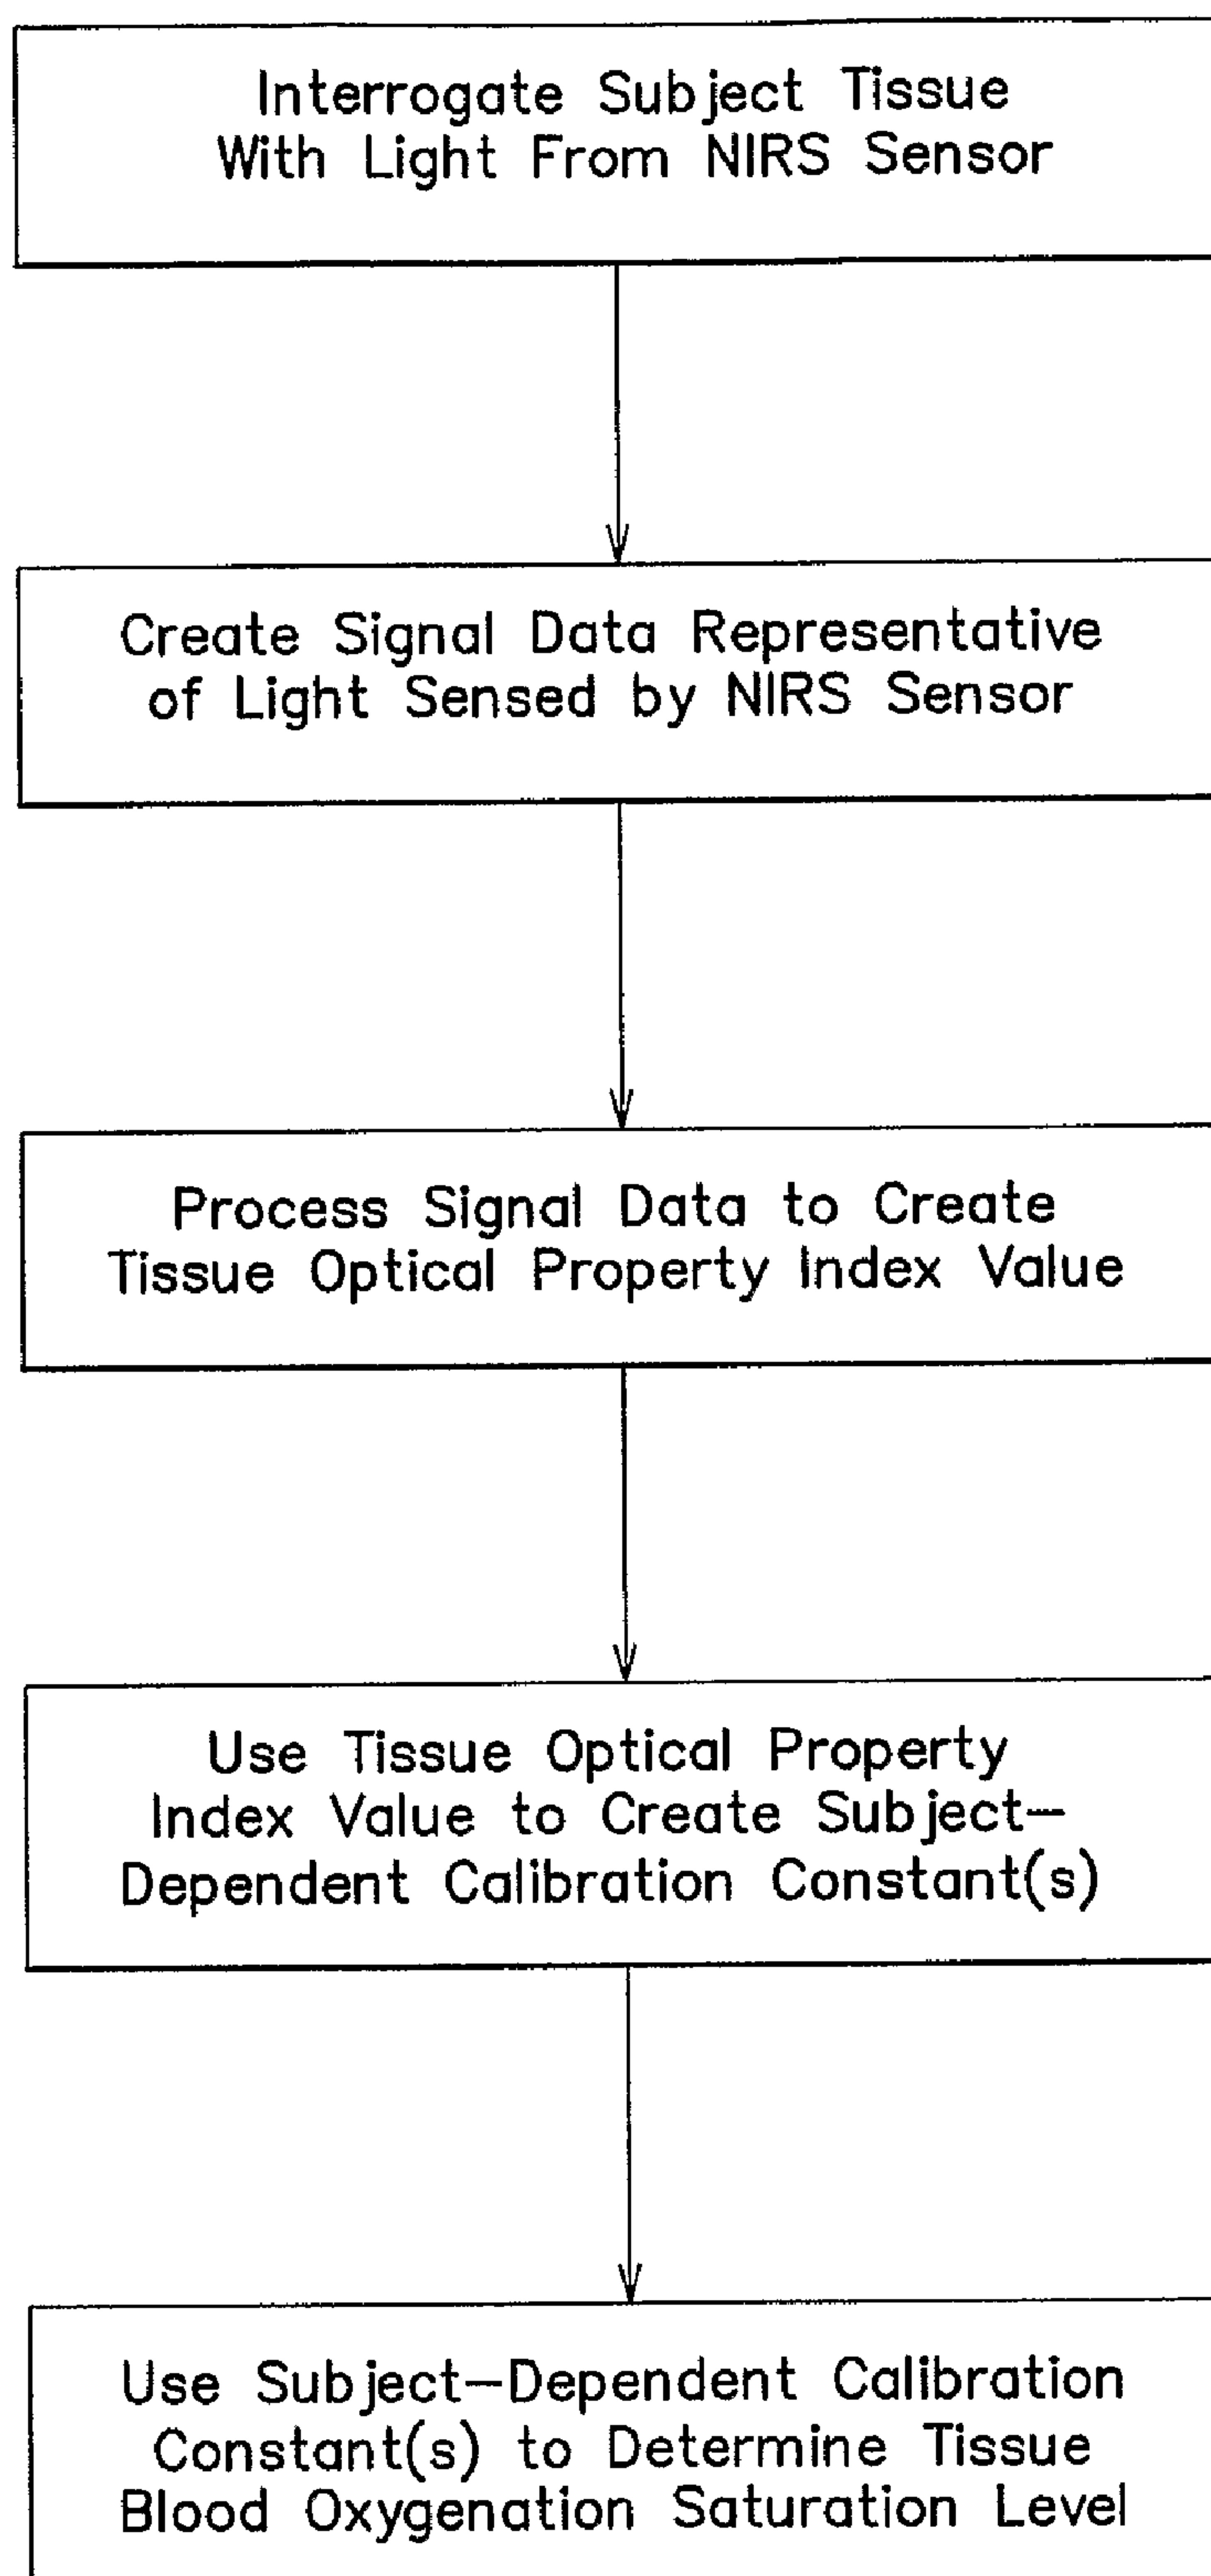 Interrogate Subject Tissue
With Light From NIRS Sensor
Create Signal Data Representative
of Light Sensed by NIRS Sensor
Process Signal Data to Create
Tissue Optical Property Index Value
Use Tissue Optical Property
Index Value to Create Subject-
Dependent Calibration Constant(s)
Use Subject-Dependent Calibration
Constant(s) to Determine Tissue
Blood Oxygenation Saturation Level